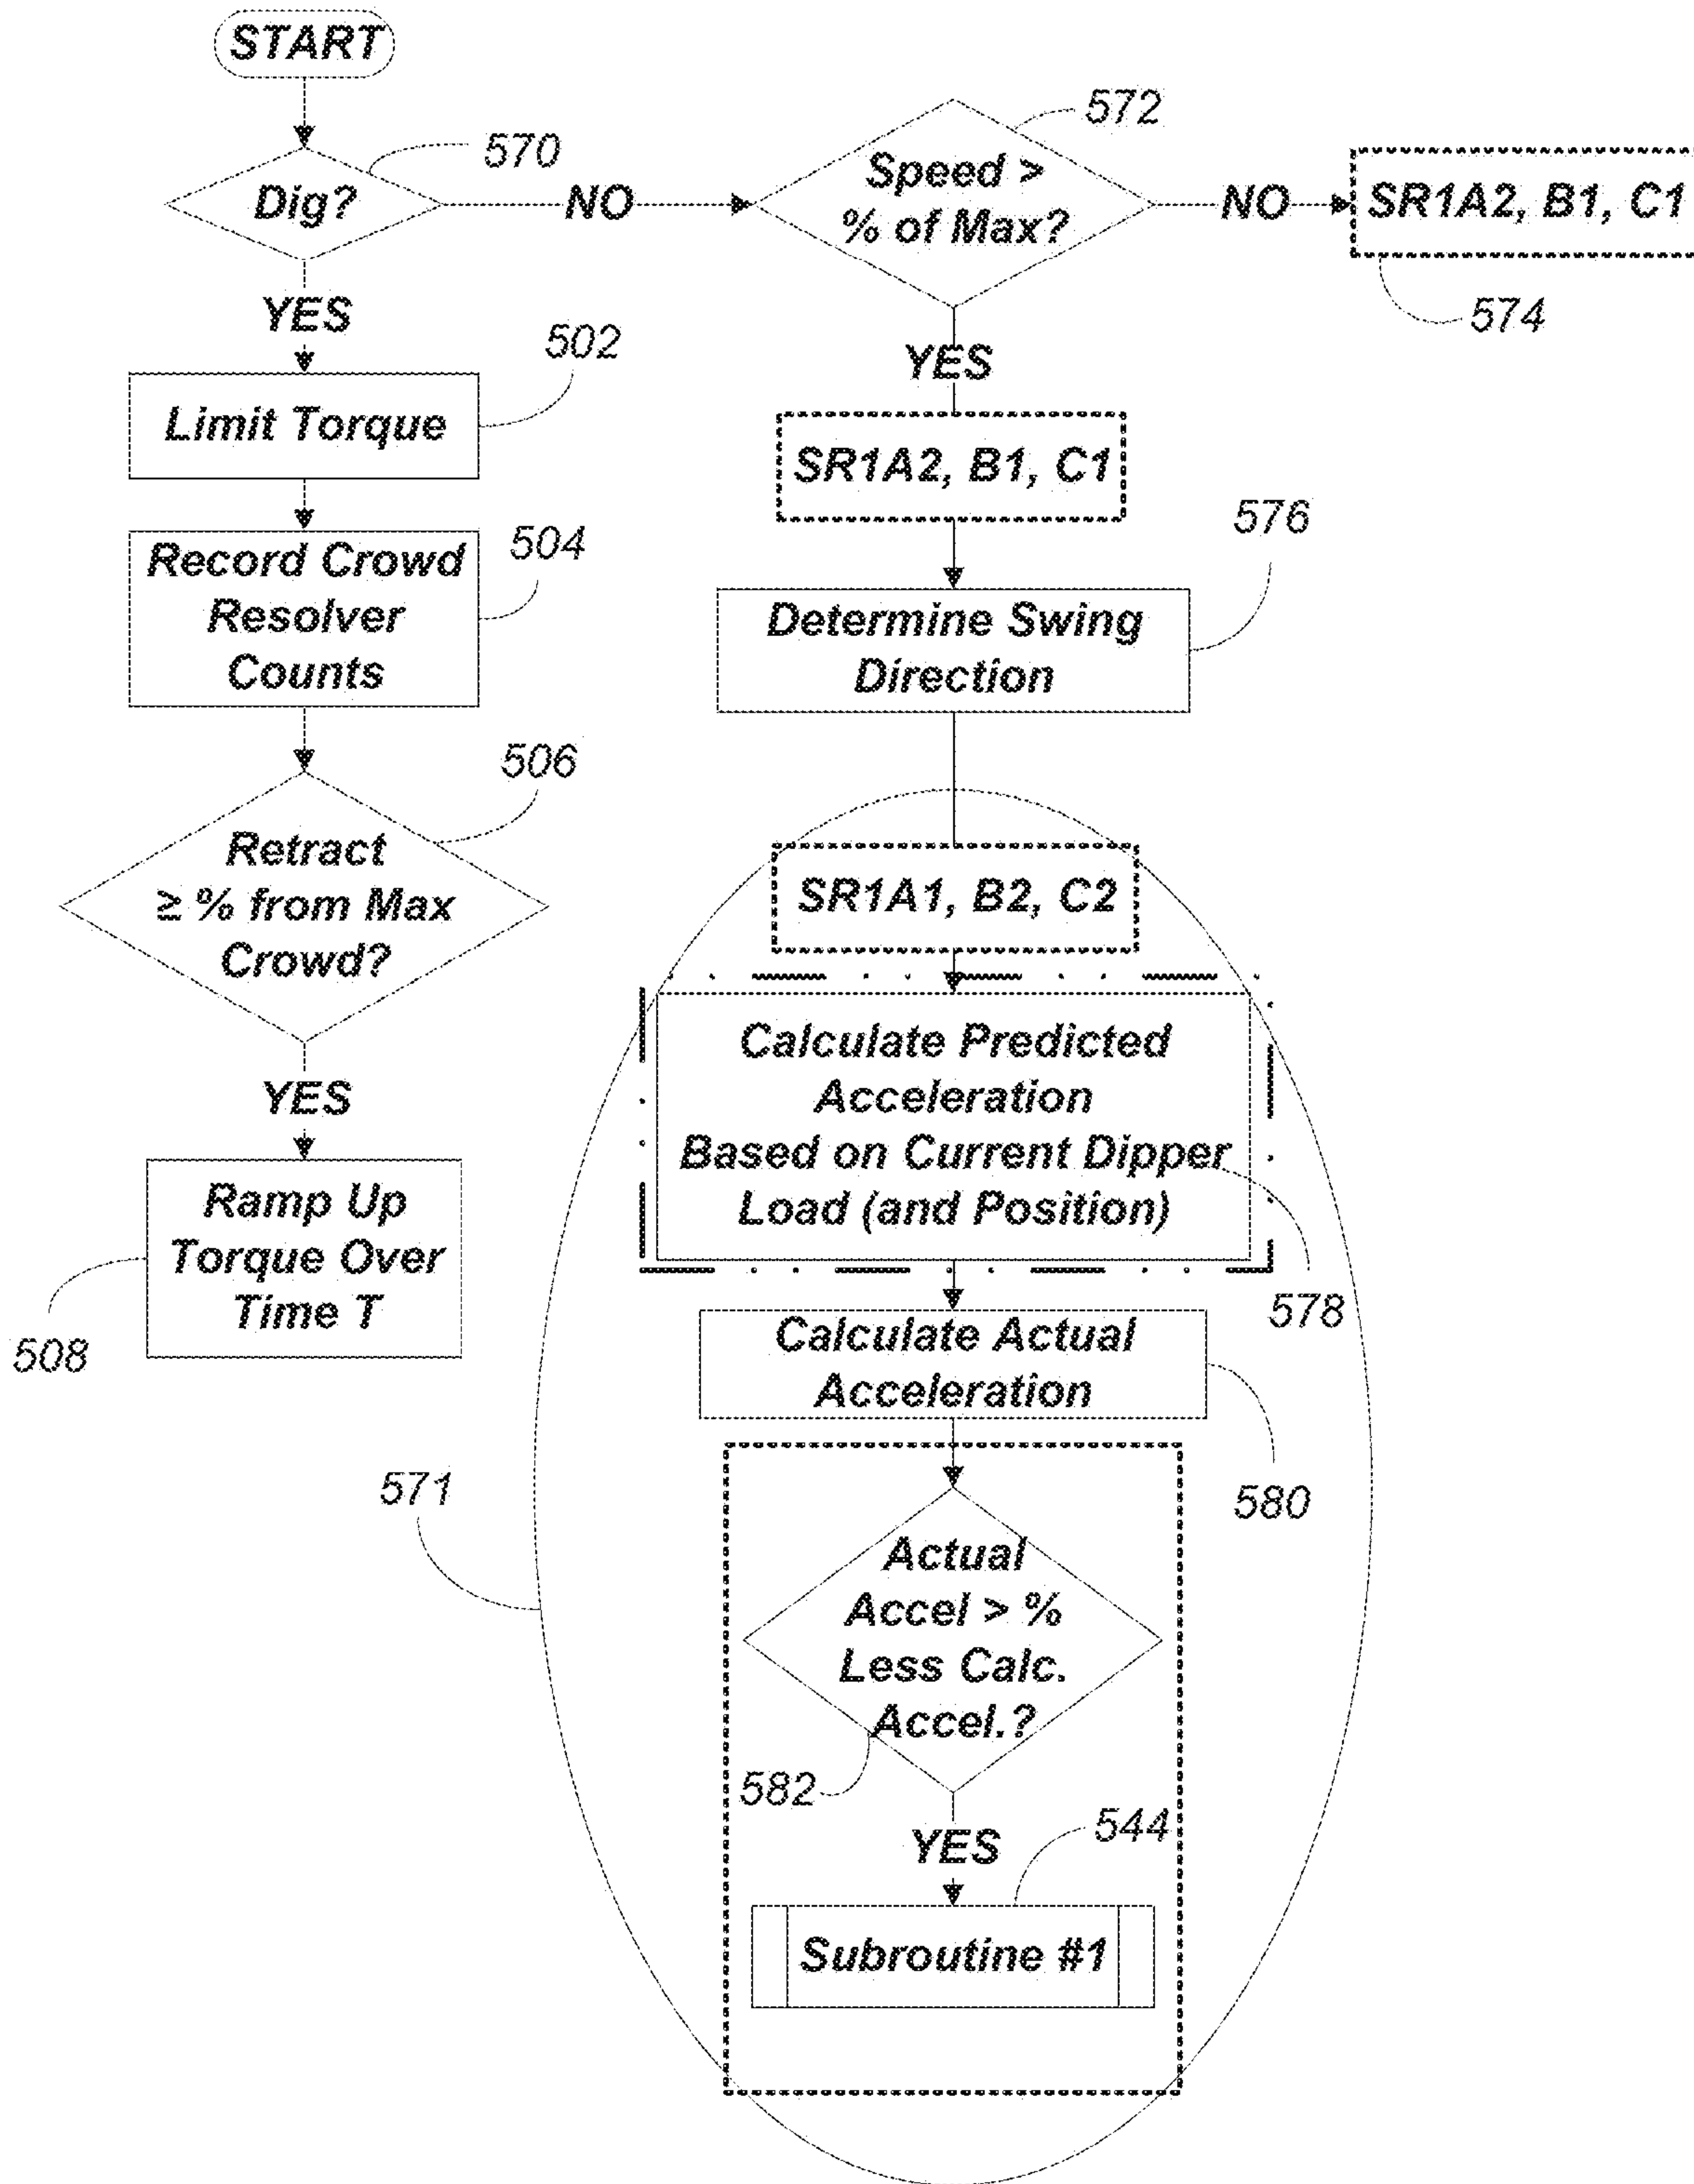 START
570
Dig?
NO
572
Speed >
% of Max?
NO
SR1A2, B1, C1
574
YES
502
Limit Torque
504
Record Crowd
Resolver
Counts
506
Retract
≥ % from Max
Crowd?
YES
Ramp Up
Torque Over
Time T
508
YES
SR1A2, B1, C1
576
Determine Swing
Direction
SR1A1, B2, C2
Calculate Predicted
Acceleration
Based on Current Dipper
Load (and Position)
578
Calculate Actual
Acceleration
580
571
Actual
Accel > %
Less Calc.
Accel.?
582
YES
544
Subroutine #1